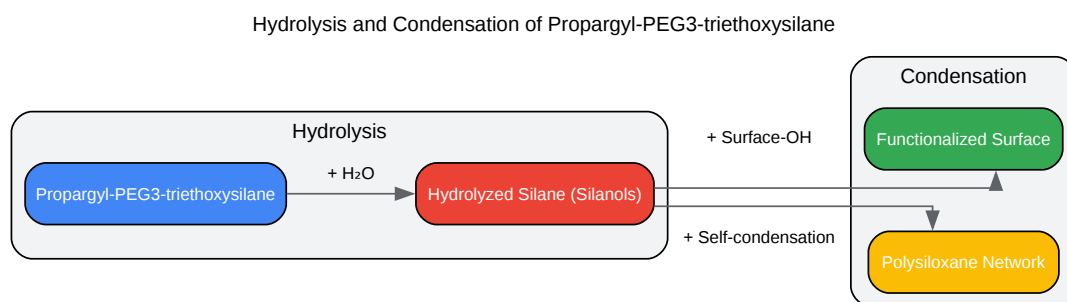 Hydrolysis and Condensation of Propargyl-PEG3-triethoxysilane
Hydrolysis
Propargyl-PEG3-triethoxysilane
+ H₂O
Hydrolyzed Silane (Silanols)
+ Surface-OH
+ Self-condensation
Condensation
Functionalized Surface
Polysiloxane Network